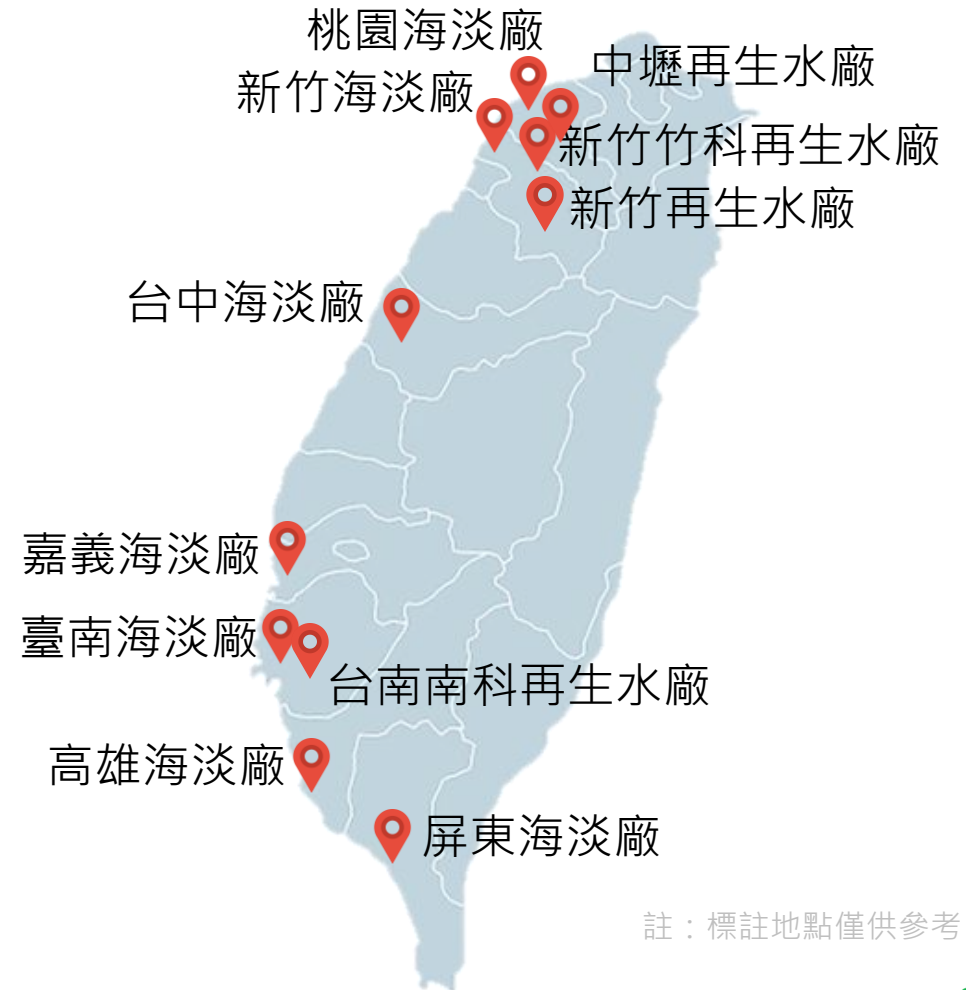 桃園海淡廠
中壢再生水廠
新竹海淡廠
新竹竹科再生水廠
新竹再生水廠
台中海淡廠
嘉義海淡廠
臺南海淡廠
台南南科再生水廠
高雄海淡廠
屏東海淡廠
註：標註地點僅供參考